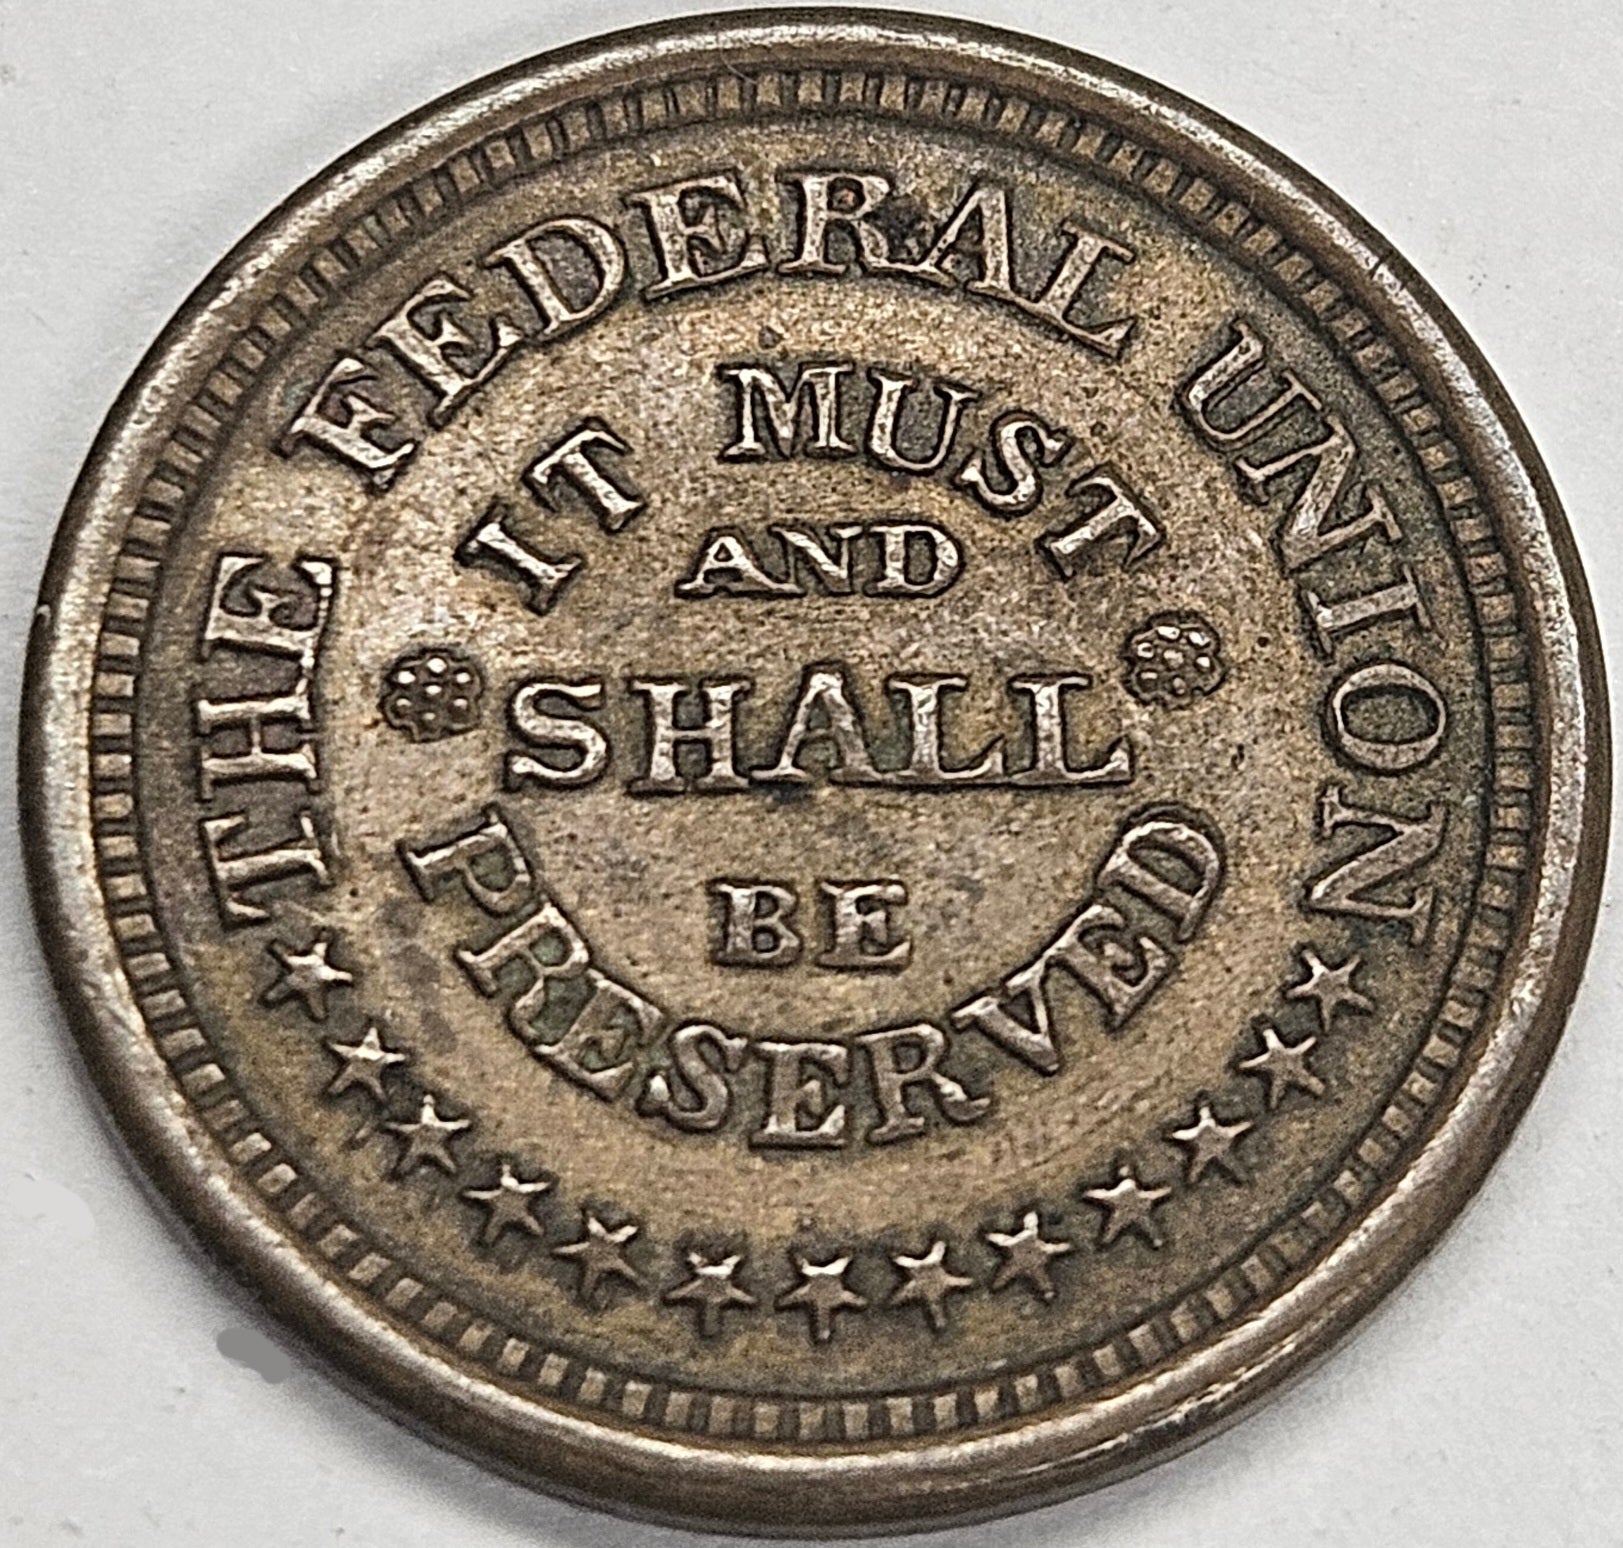 THE FEDERAL UNION
IT MUST
AND
SHALL
BE
PRESERVED